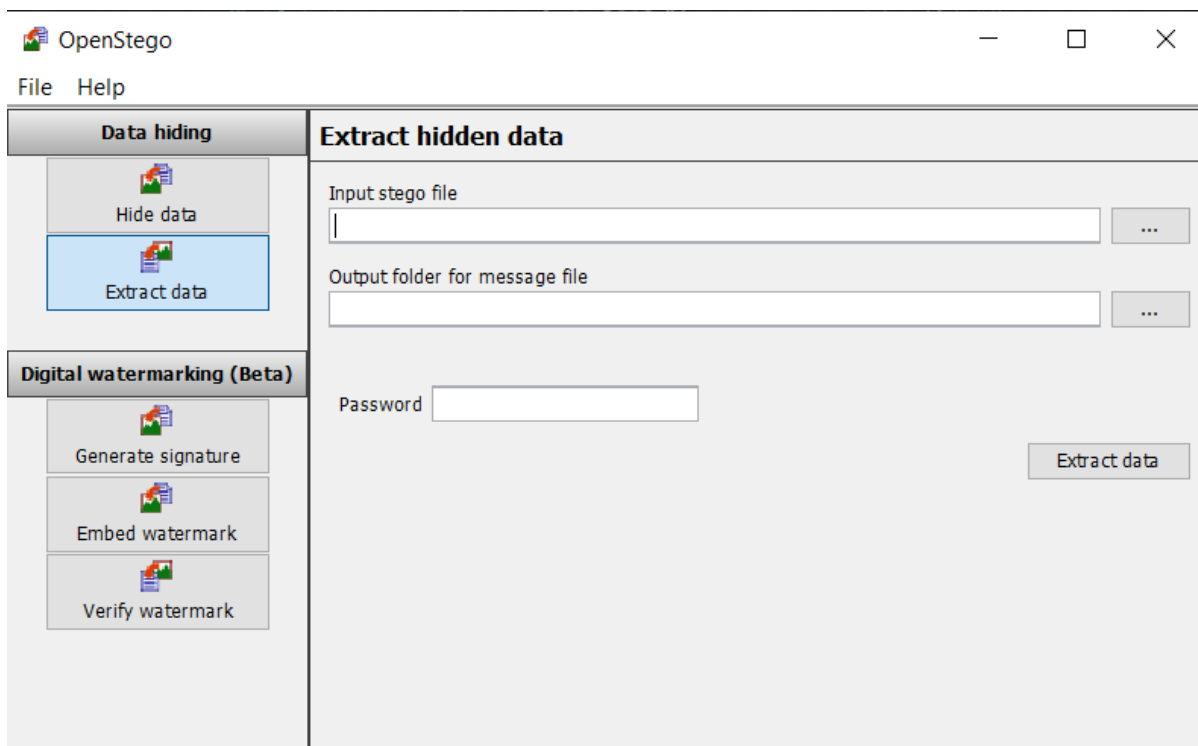 OpenStego
File Help
Data hiding
Hide data
Extract data
Digital watermarking (Beta)
Generate signature
Embed watermark
Verify watermark
Extract hidden data
Input stego file
...
Output folder for message file
...
Password
Extract data